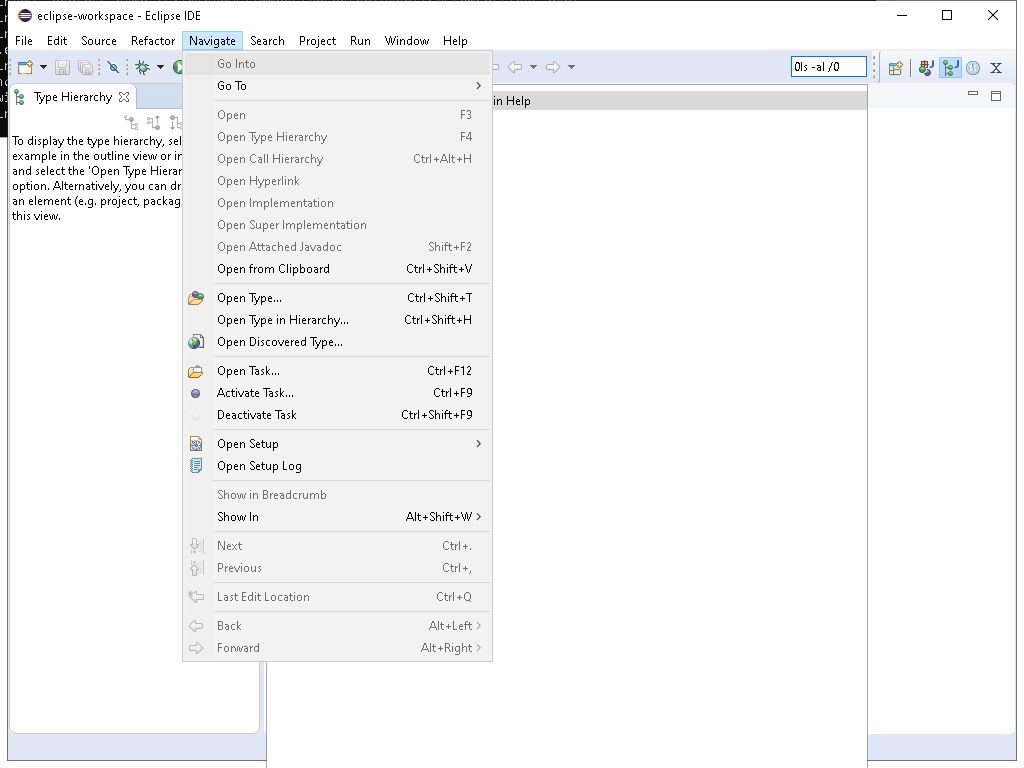 eclipse-workspace - Eclipse IDE
File Edit Source Refactor Navigate Search Project Run Window Help
0ls -al /0
Type Hierarchy
in Help
To display the type hierarchy, sel
example in the outline view or in
and select the 'Open Type Hierar
option. Alternatively, you can dr
an element (e.g. project, packag
this view.
Go Into
Go To
Open F3
Open Type Hierarchy F4
Open Call Hierarchy Ctrl+Alt+H
Open Hyperlink
Open Implementation
Open Super Implementation
Open Attached Javadoc Shift+F2
Open from Clipboard Ctrl+Shift+V
Open Type... Ctrl+Shift+T
Open Type in Hierarchy... Ctrl+Shift+H
Open Discovered Type...
Open Task... Ctrl+F12
Activate Task... Ctrl+F9
Deactivate Task Ctrl+Shift+F9
Open Setup
Open Setup Log
Show in Breadcrumb
Show In Alt+Shift+W
Next Ctrl+.
Previous Ctrl+,
Last Edit Location Ctrl+Q
Back Alt+Left
Forward Alt+Right